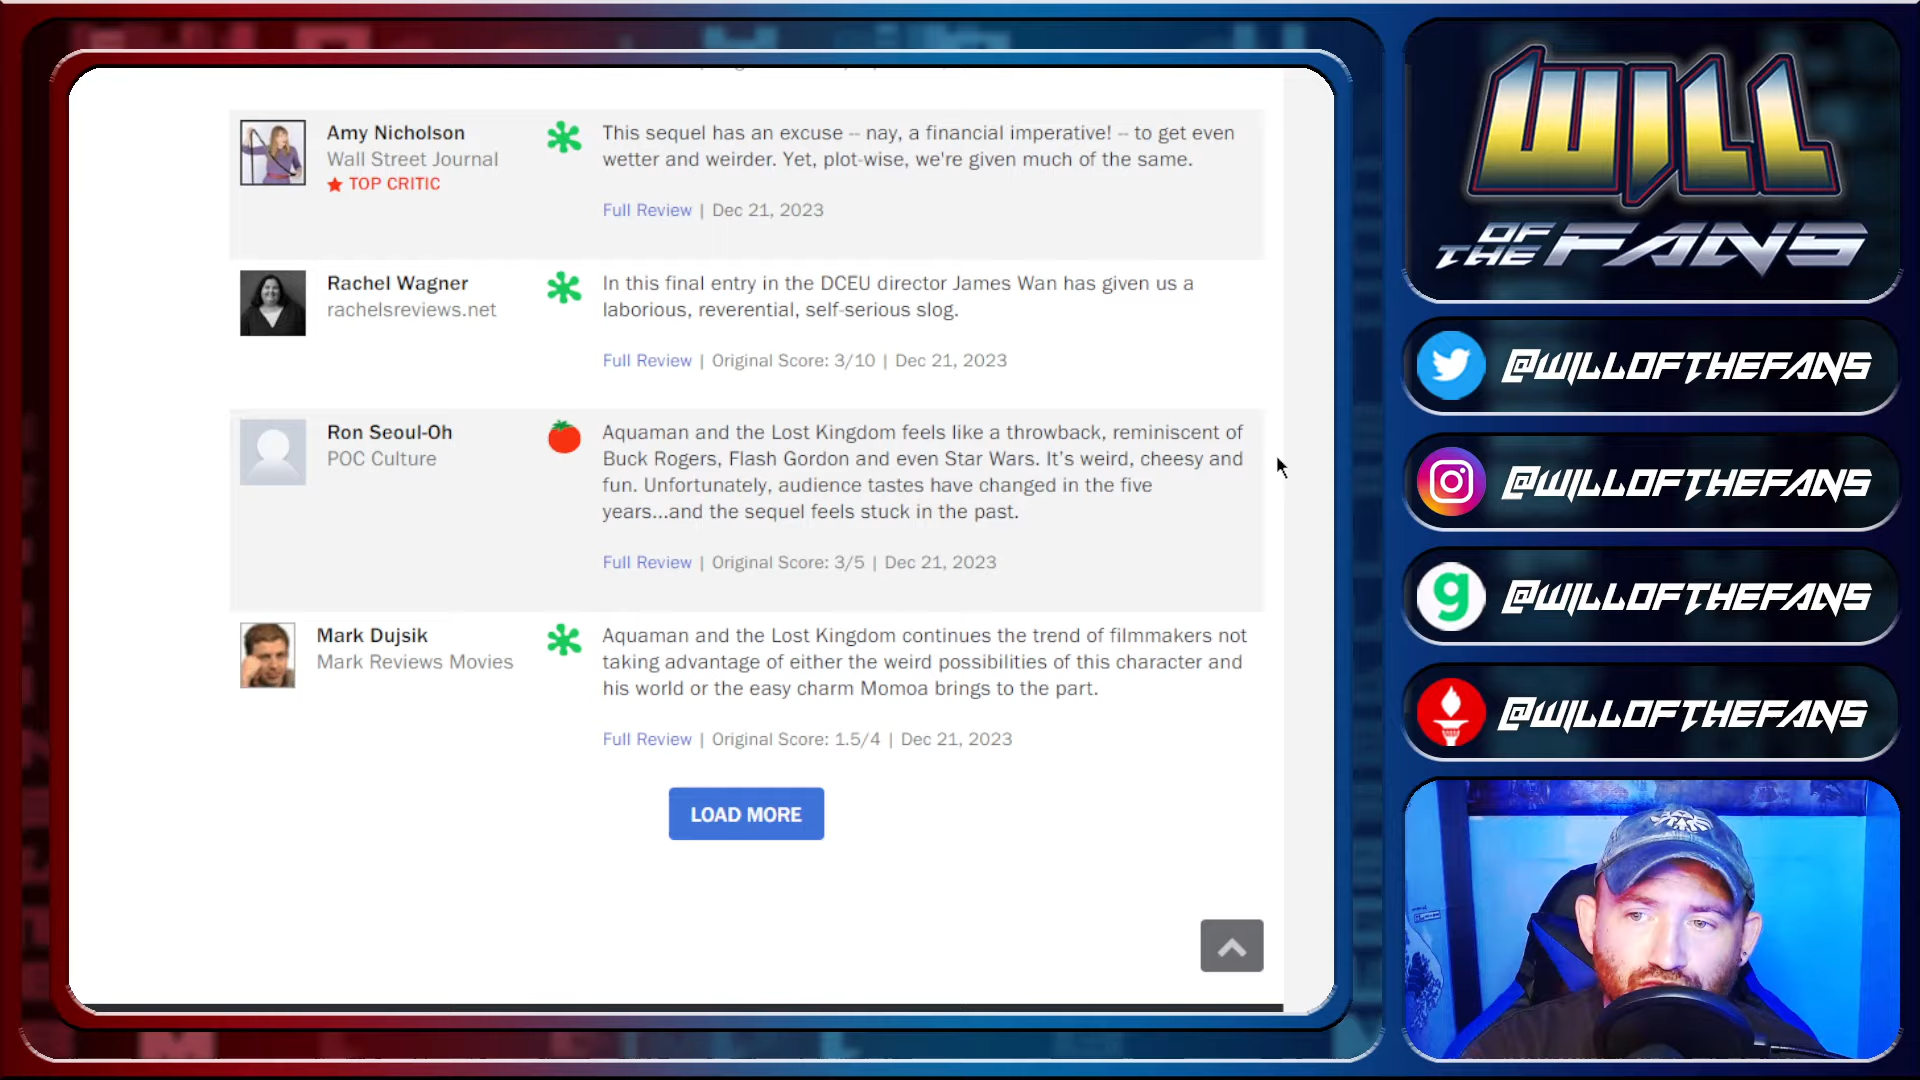 Amy Nicholson
Wall Street Journal
TOP CRITIC
This sequel has an excuse -- nay, a financial imperative! -- to get even
wetter and weirder. Yet, plot-wise, we're given much of the same.
Full Review | Dec 21, 2023
Rachel Wagner
rachelsreviews.net
In this final entry in the DCEU director James Wan has given us a
laborious, reverential, self-serious slog.
Full Review | Original Score: 3/10 | Dec 21, 2023
Ron Seoul-Oh
POC Culture
Aquaman and the Lost Kingdom feels like a throwback, reminiscent of
Buck Rogers, Flash Gordon and even Star Wars. It’s weird, cheesy and
fun. Unfortunately, audience tastes have changed in the five
years...and the sequel feels stuck in the past.
Full Review | Original Score: 3/5 | Dec 21, 2023
Mark Dujsik
Mark Reviews Movies
Aquaman and the Lost Kingdom continues the trend of filmmakers not
taking advantage of either the weird possibilities of this character and
his world or the easy charm Momoa brings to the part.
Full Review | Original Score: 1.5/4 | Dec 21, 2023
LOAD MORE
WILL
OF
THE FANS
@WILLOFTHEFANS
@WILLOFTHEFANS
g
@WILLOFTHEFANS
@WILLOFTHEFANS